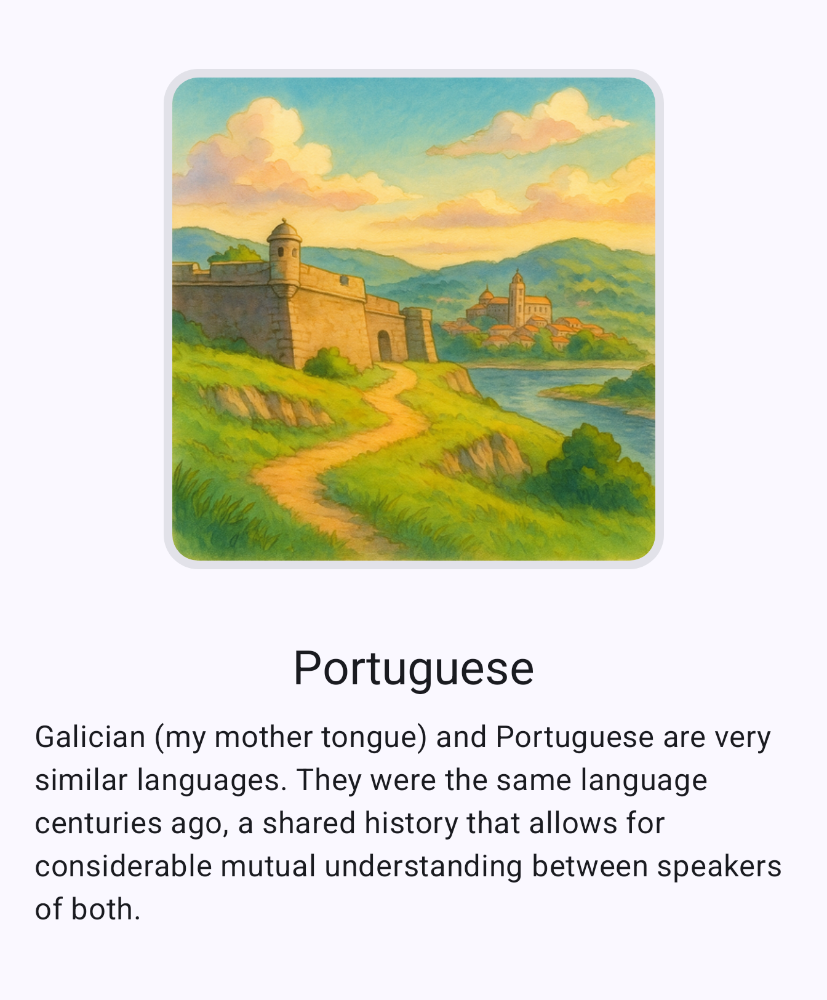 Portuguese
Galician (my mother tongue) and Portuguese are very
similar languages. They were the same language
centuries ago, a shared history that allows for
considerable mutual understanding between speakers
of both.